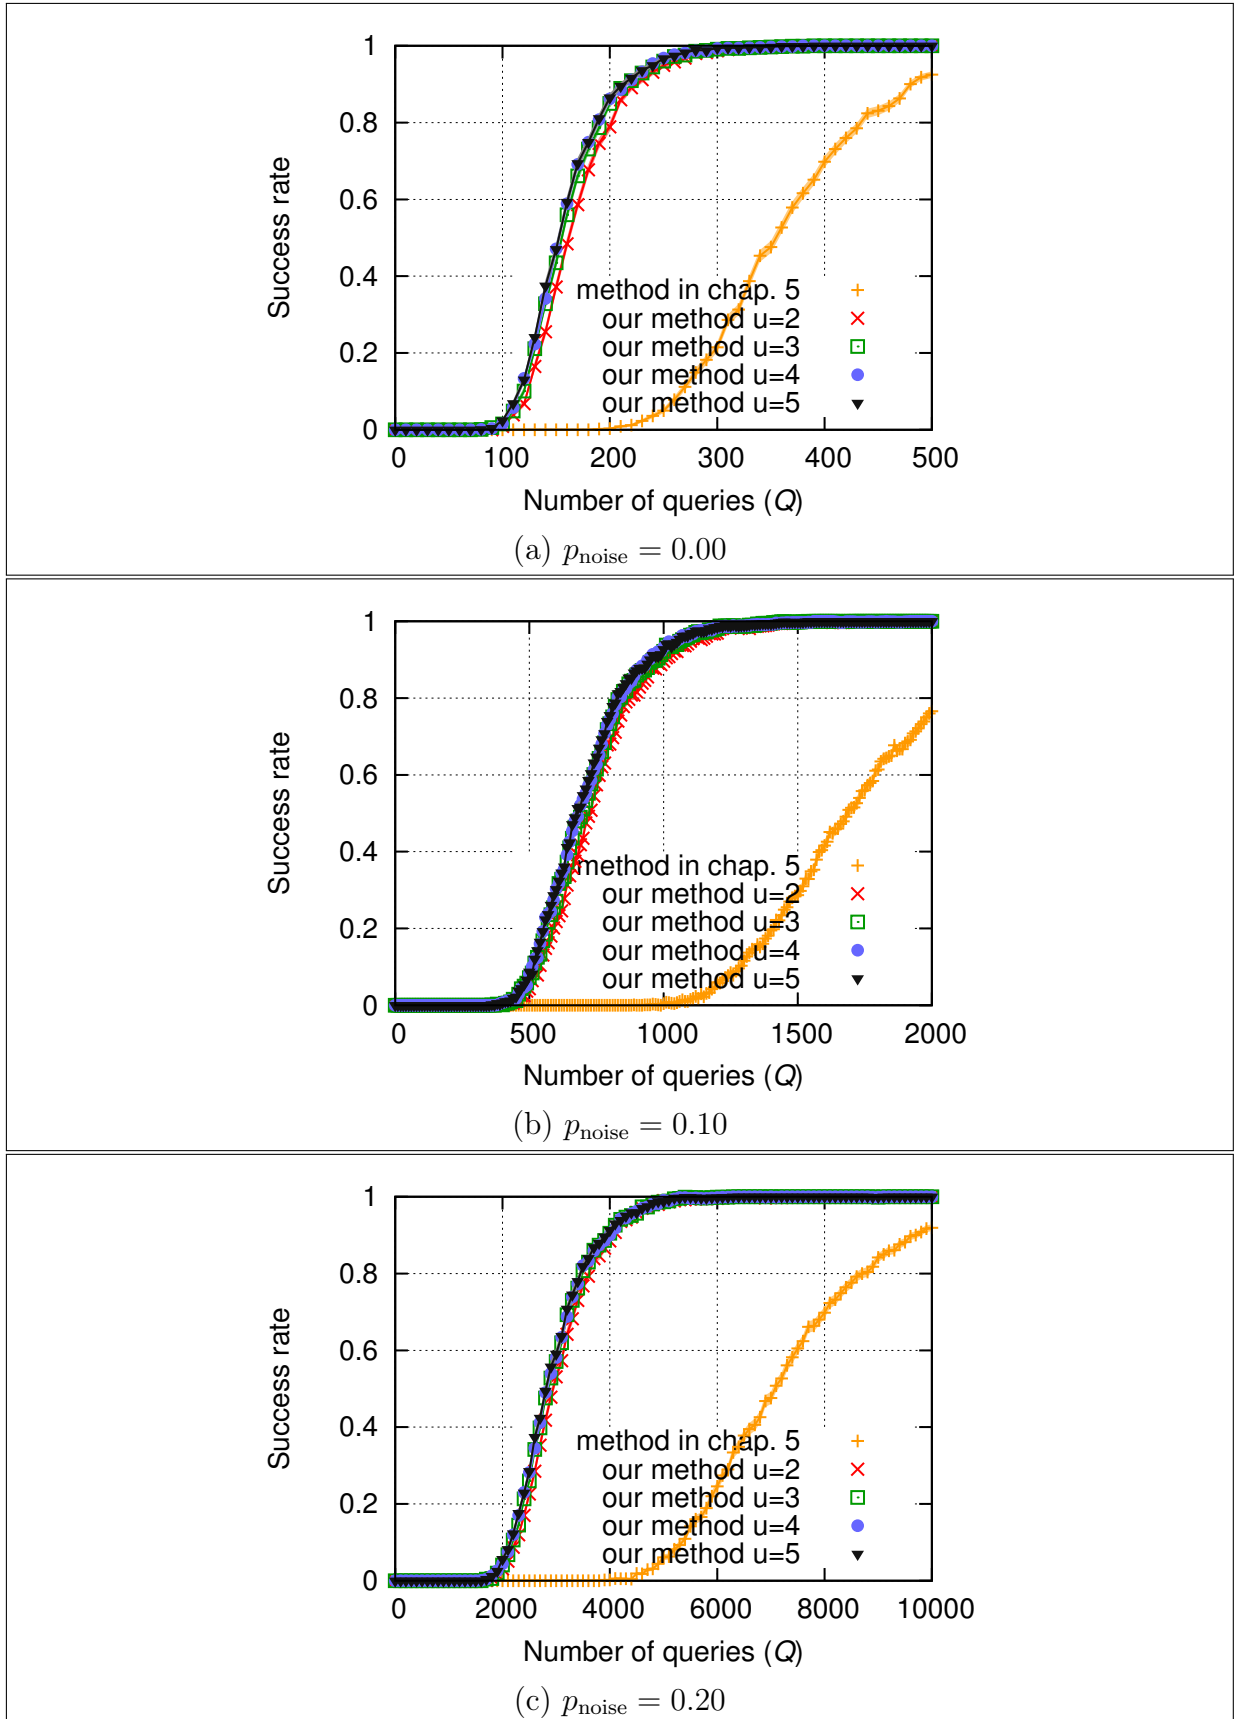 1
0.8
0.6
0.4
0.2
0
Success rate
method in chap. 5
our method u=2
our method u=3
our method u=4
our method u=5
0 100 200 300 400 500
Number of queries (Q)
(a) p_noise = 0.00
1
0.8
0.6
0.4
0.2
0
Success rate
method in chap. 5
our method u=2
our method u=3
our method u=4
our method u=5
0 500 1000 1500 2000
Number of queries (Q)
(b) p_noise = 0.10
1
0.8
0.6
0.4
0.2
0
Success rate
method in chap. 5
our method u=2
our method u=3
our method u=4
our method u=5
0 2000 4000 6000 8000 10000
Number of queries (Q)
(c) p_noise = 0.20